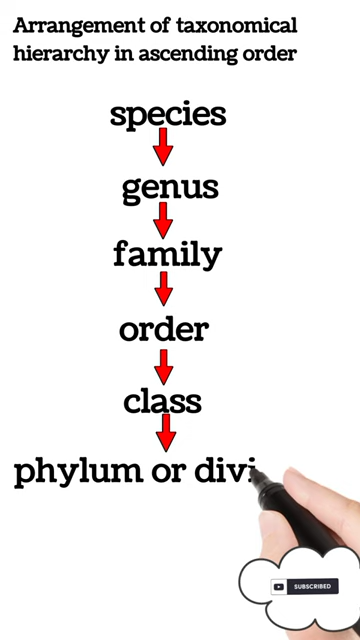 Arrangement of taxonomical
hierarchy in ascending order
species
genus
family
order
class
phylum or divi
SUBSCRIBED